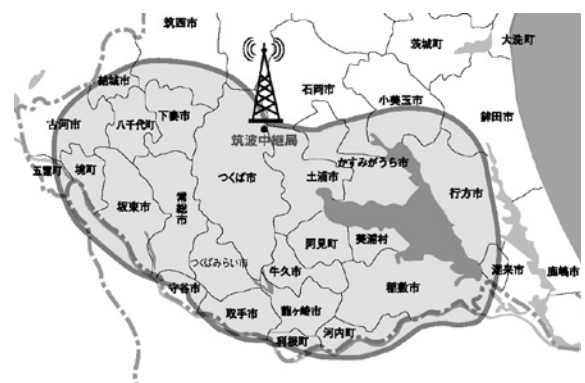 筑西市
茨城町
大洗町
結城市
石岡市
小美玉市
古河市
八千代町
下妻市
鉾田市
筑波中継局
五霞町
境町
つくば市
土浦市
かすみがうら市
行方市
坂東市
常総市
阿見町
美浦村
つくばみらい市
牛久市
潮来市
鹿嶋市
守谷市
稲敷市
取手市
龍ヶ崎市
河内町
利根町